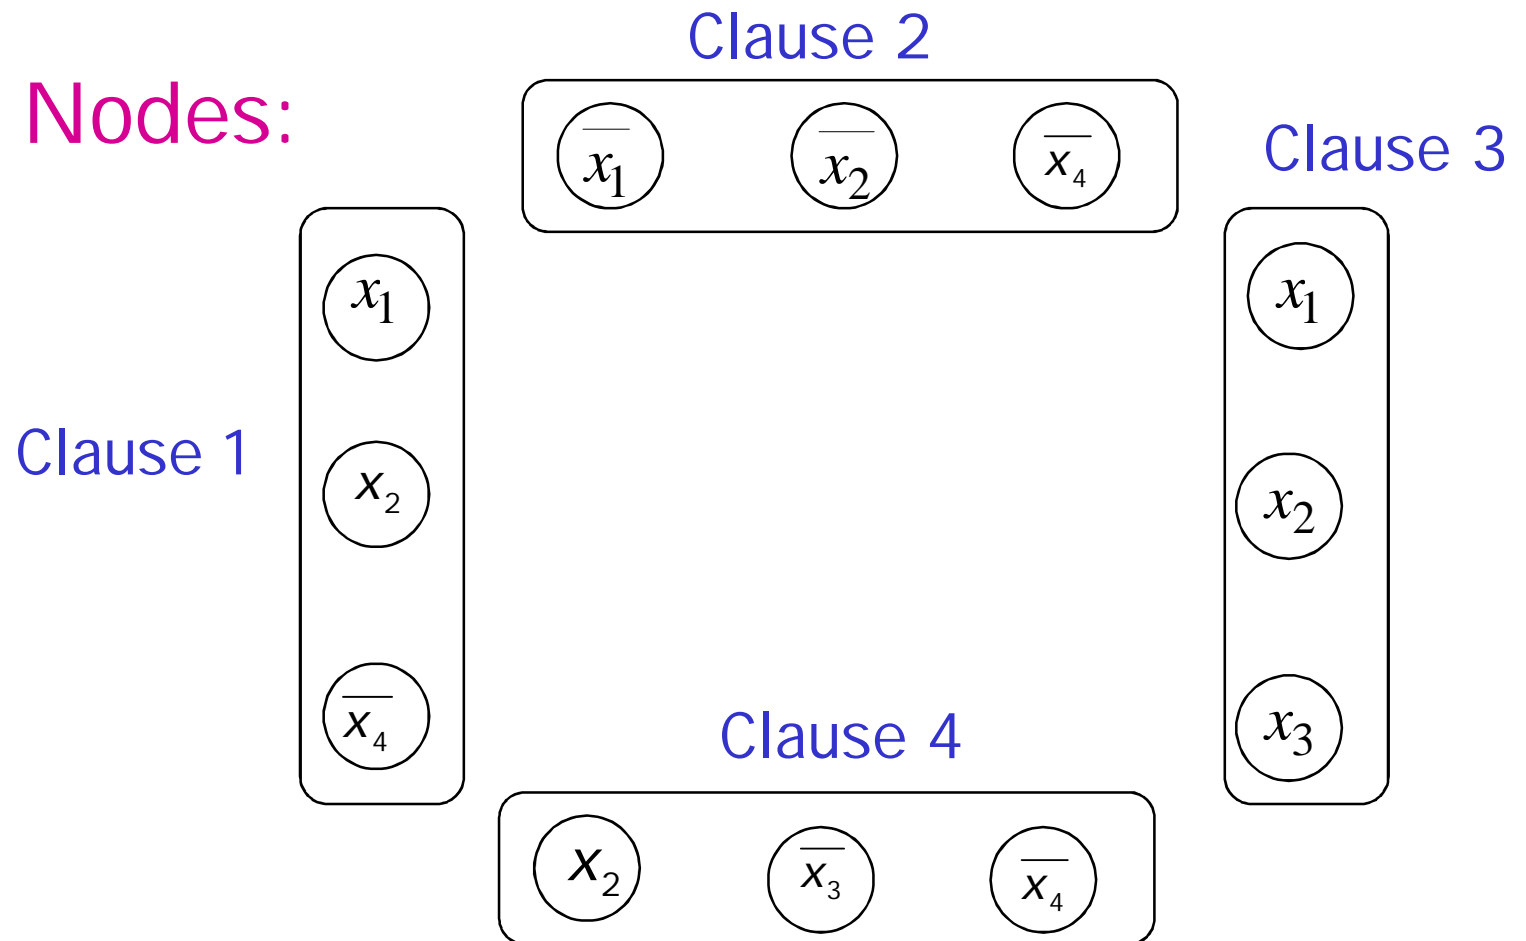 Clause 2
Nodes:
x̅₁ x̅₂ x̅₄
Clause 3
x₁
x₂
x₃
Clause 1
x₁
x₂
x̅₄
Clause 4
x₂ x̅₃ x̅₄